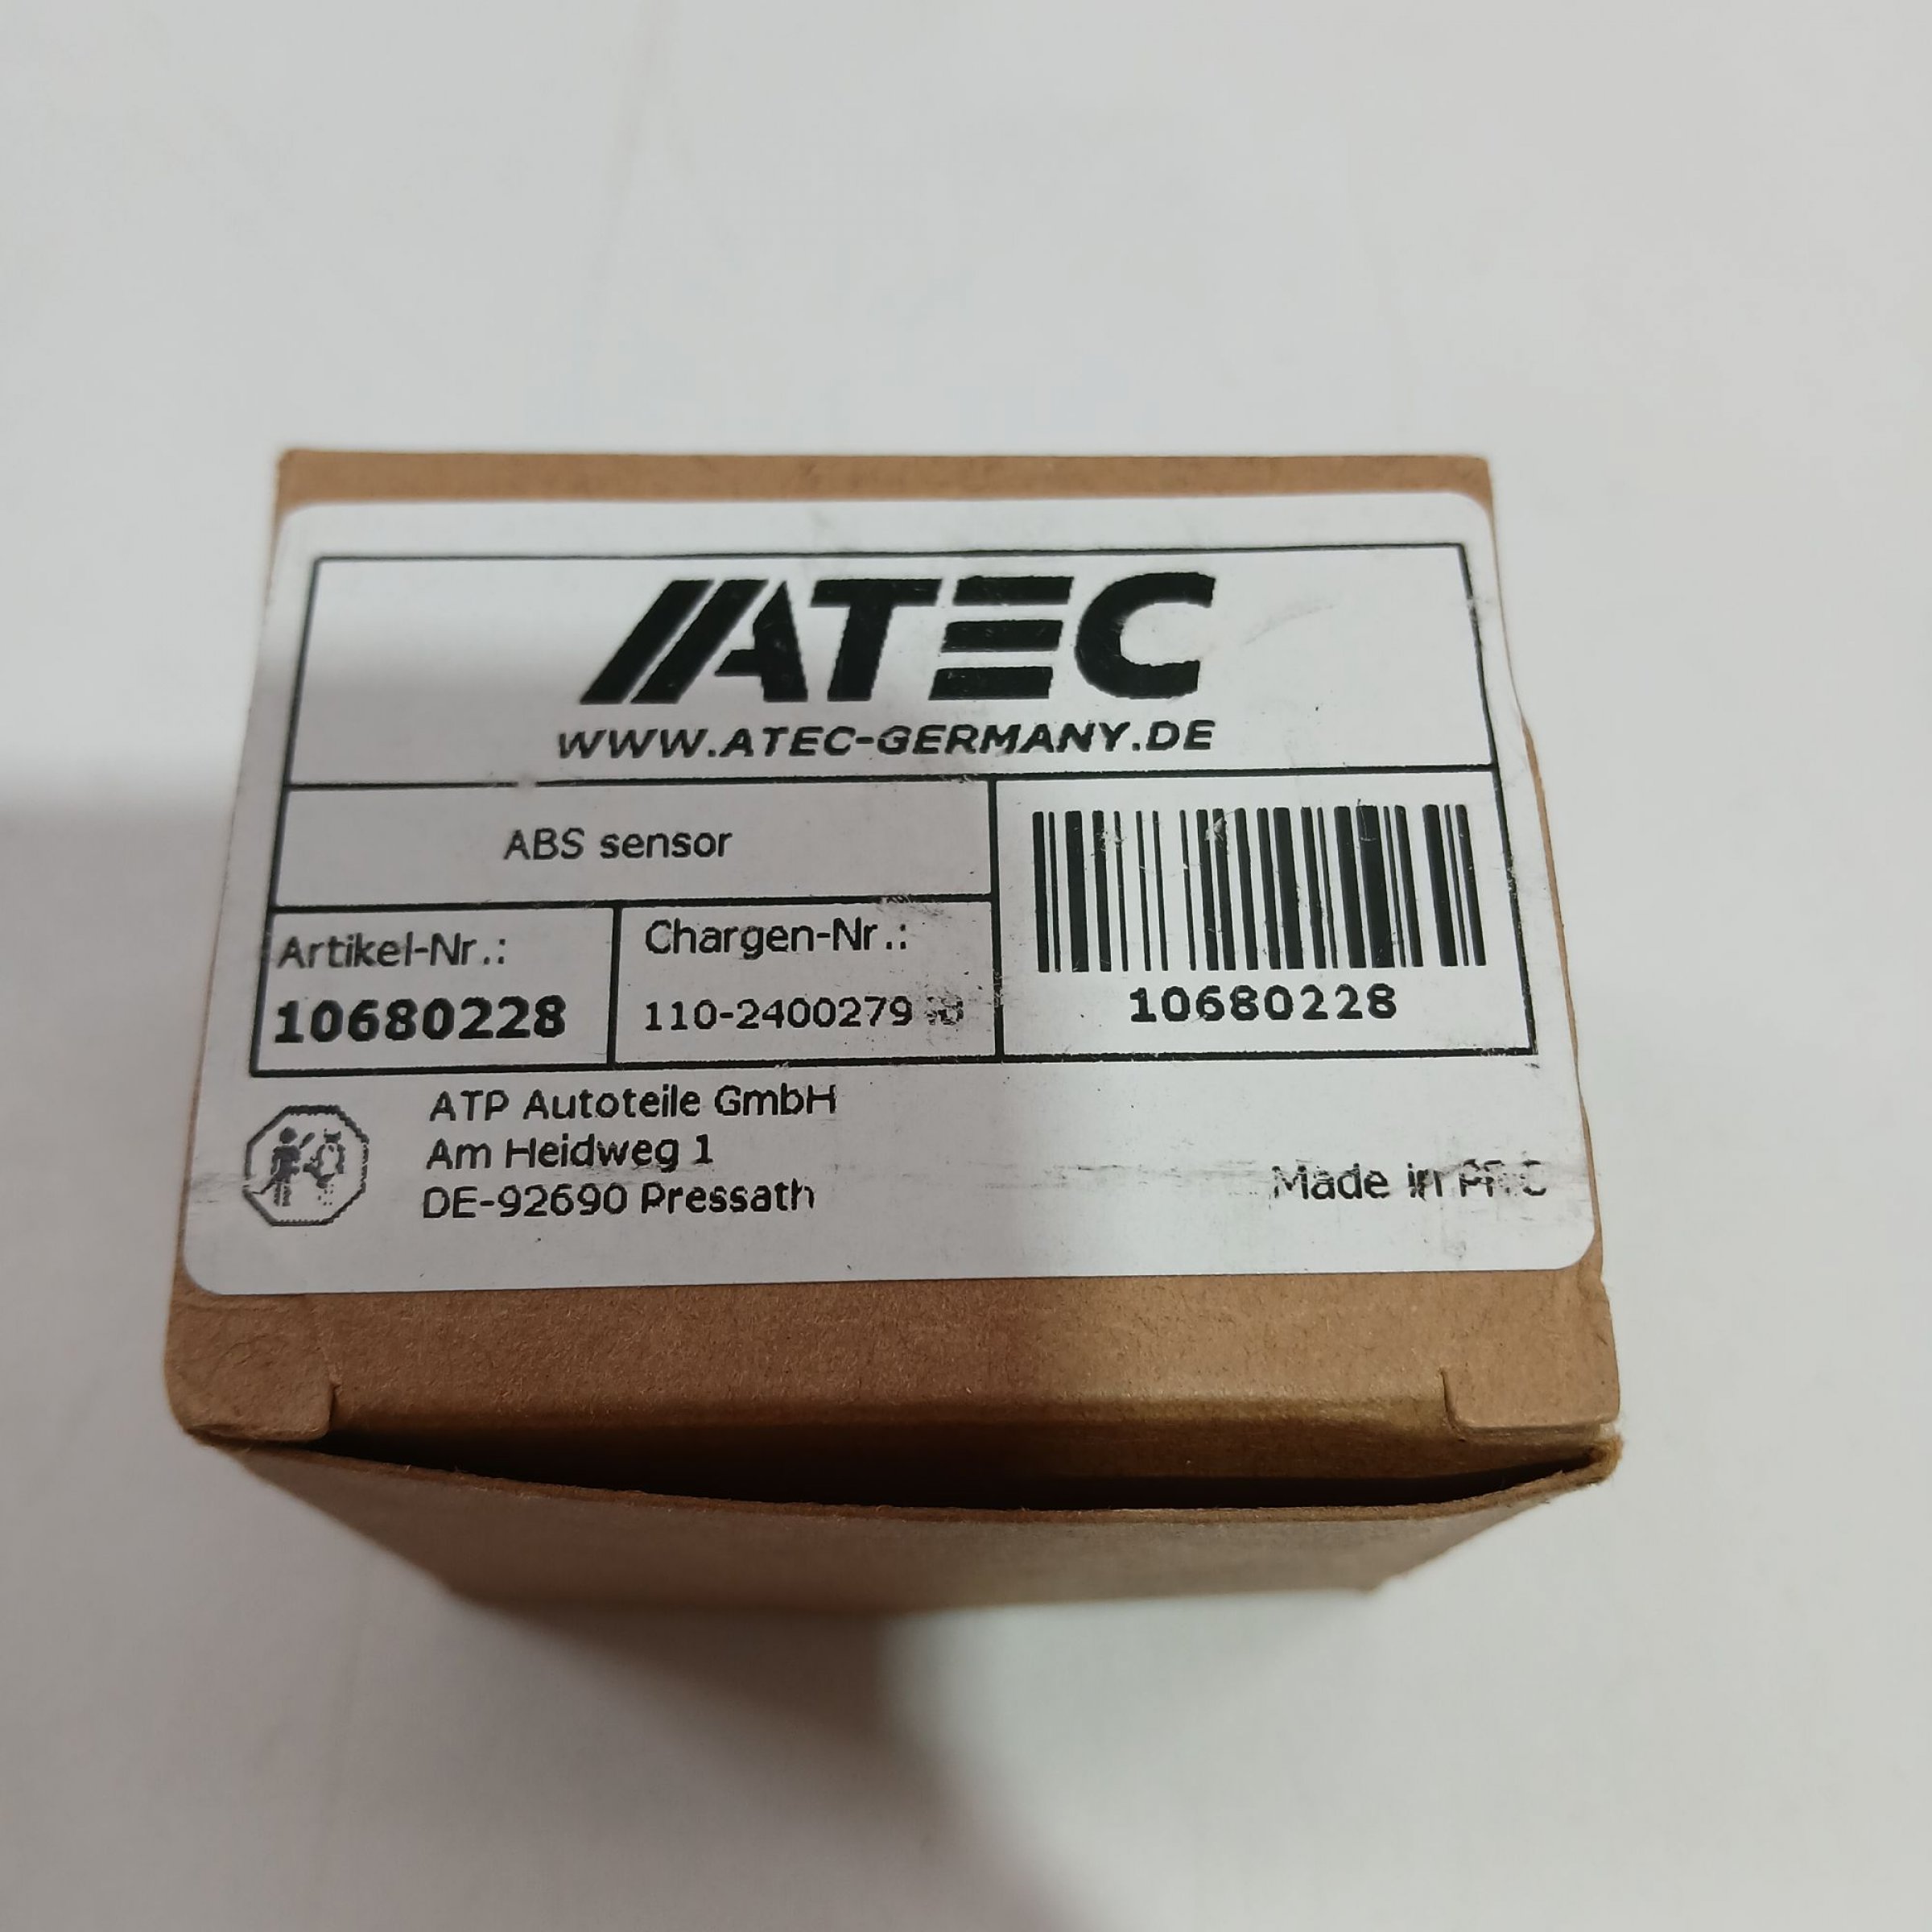 ATEC
WWW.ATEC-GERMANY.DE
ABS sensor
Artikel-Nr.:
10680228
Chargen-Nr.:
110-2400279
10680228
ATP Autoteile GmbH
Am Heidweg 1
DE-92690 Pressath
Made in PRC